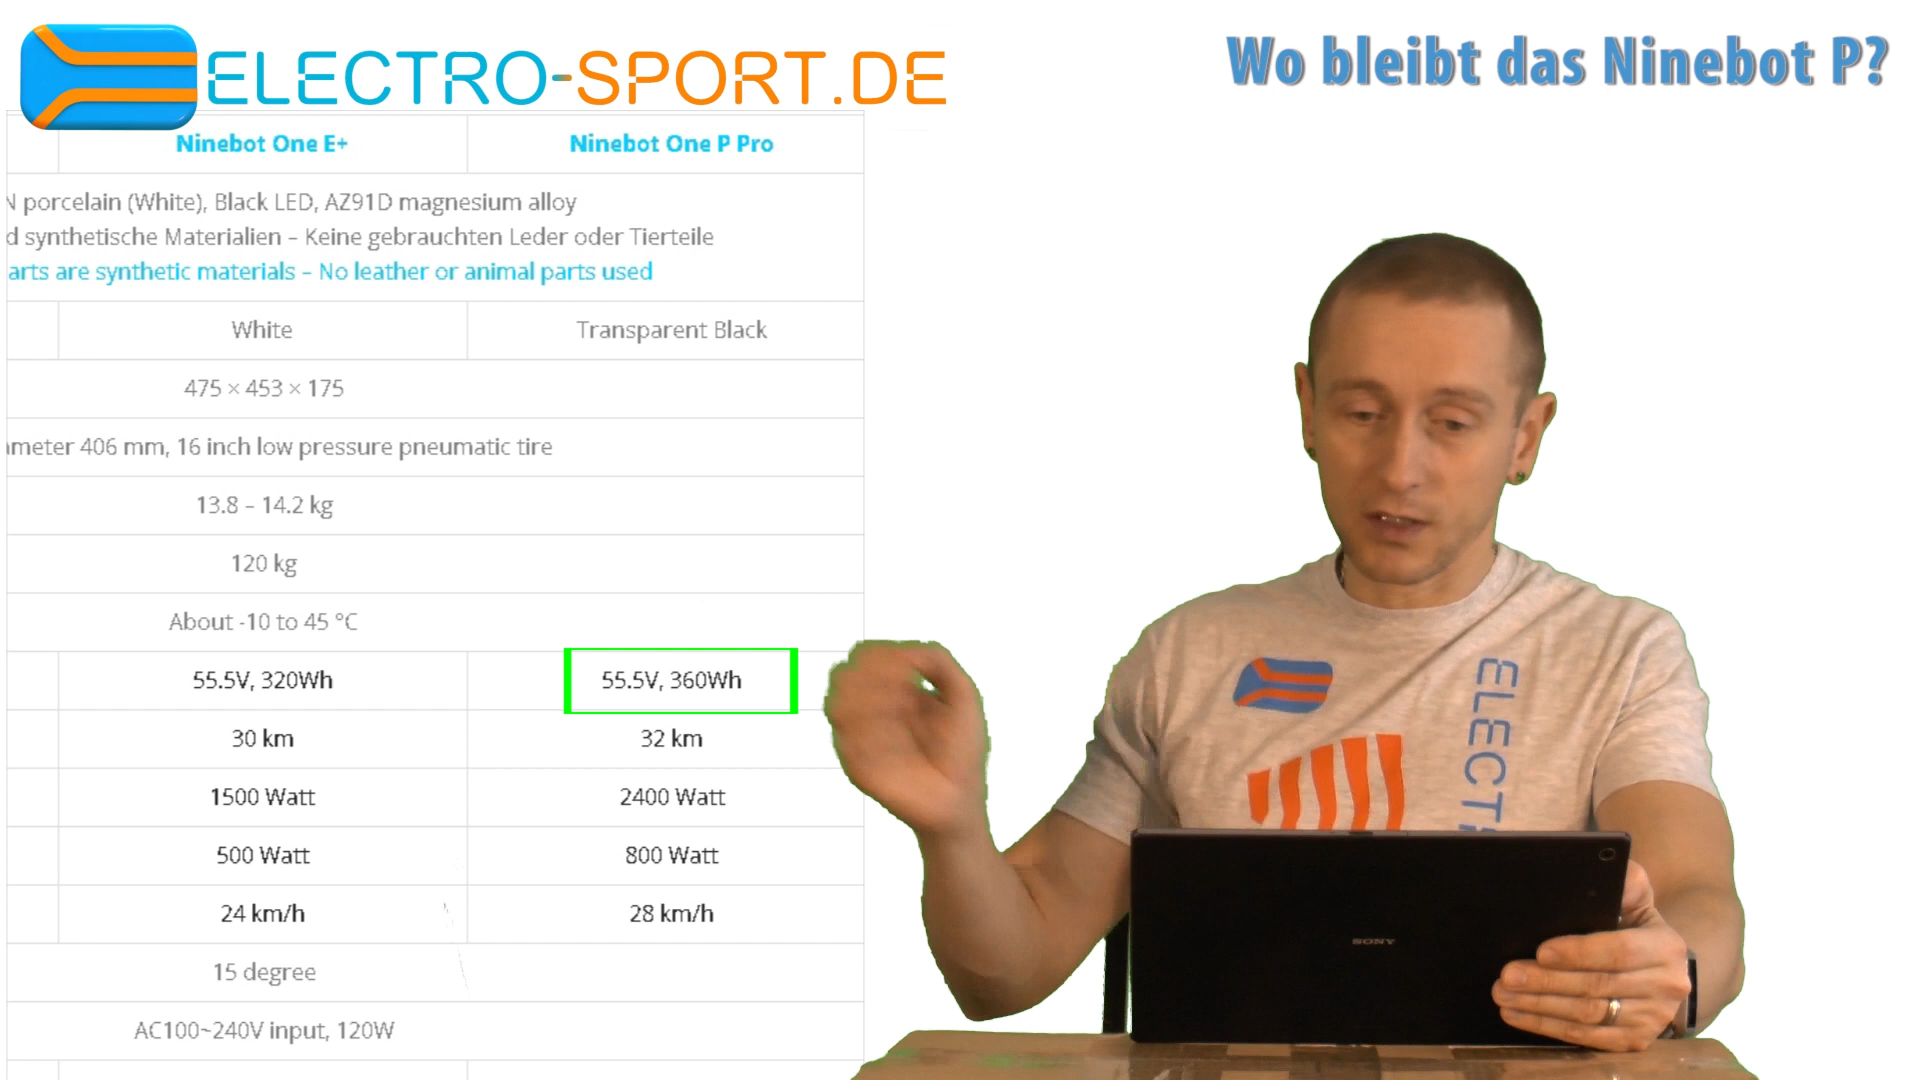 ELECTRO-SPORT.DE
Wo bleibt das Ninebot P?
Ninebot One E+ Ninebot One P Pro
N porcelain (White), Black LED, AZ91D magnesium alloy
d synthetische Materialien – Keine gebrauchten Leder oder Tierteile
arts are synthetic materials – No leather or animal parts used
White Transparent Black
475 × 453 × 175
ameter 406 mm, 16 inch low pressure pneumatic tire
13.8 – 14.2 kg
120 kg
About -10 to 45 °C
55.5V, 320Wh 55.5V, 360Wh
30 km 32 km
1500 Watt 2400 Watt
500 Watt 800 Watt
24 km/h 28 km/h
15 degree
AC100~240V input, 120W
ELECT
SONY